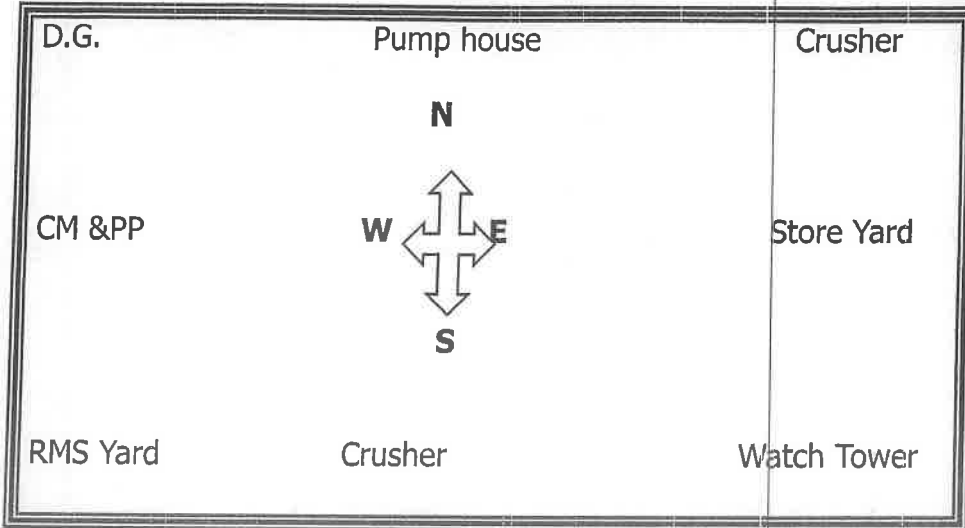 D.G. Pump house Crusher
N
CM &PP W E Store Yard
S
RMS Yard Crusher Watch Tower